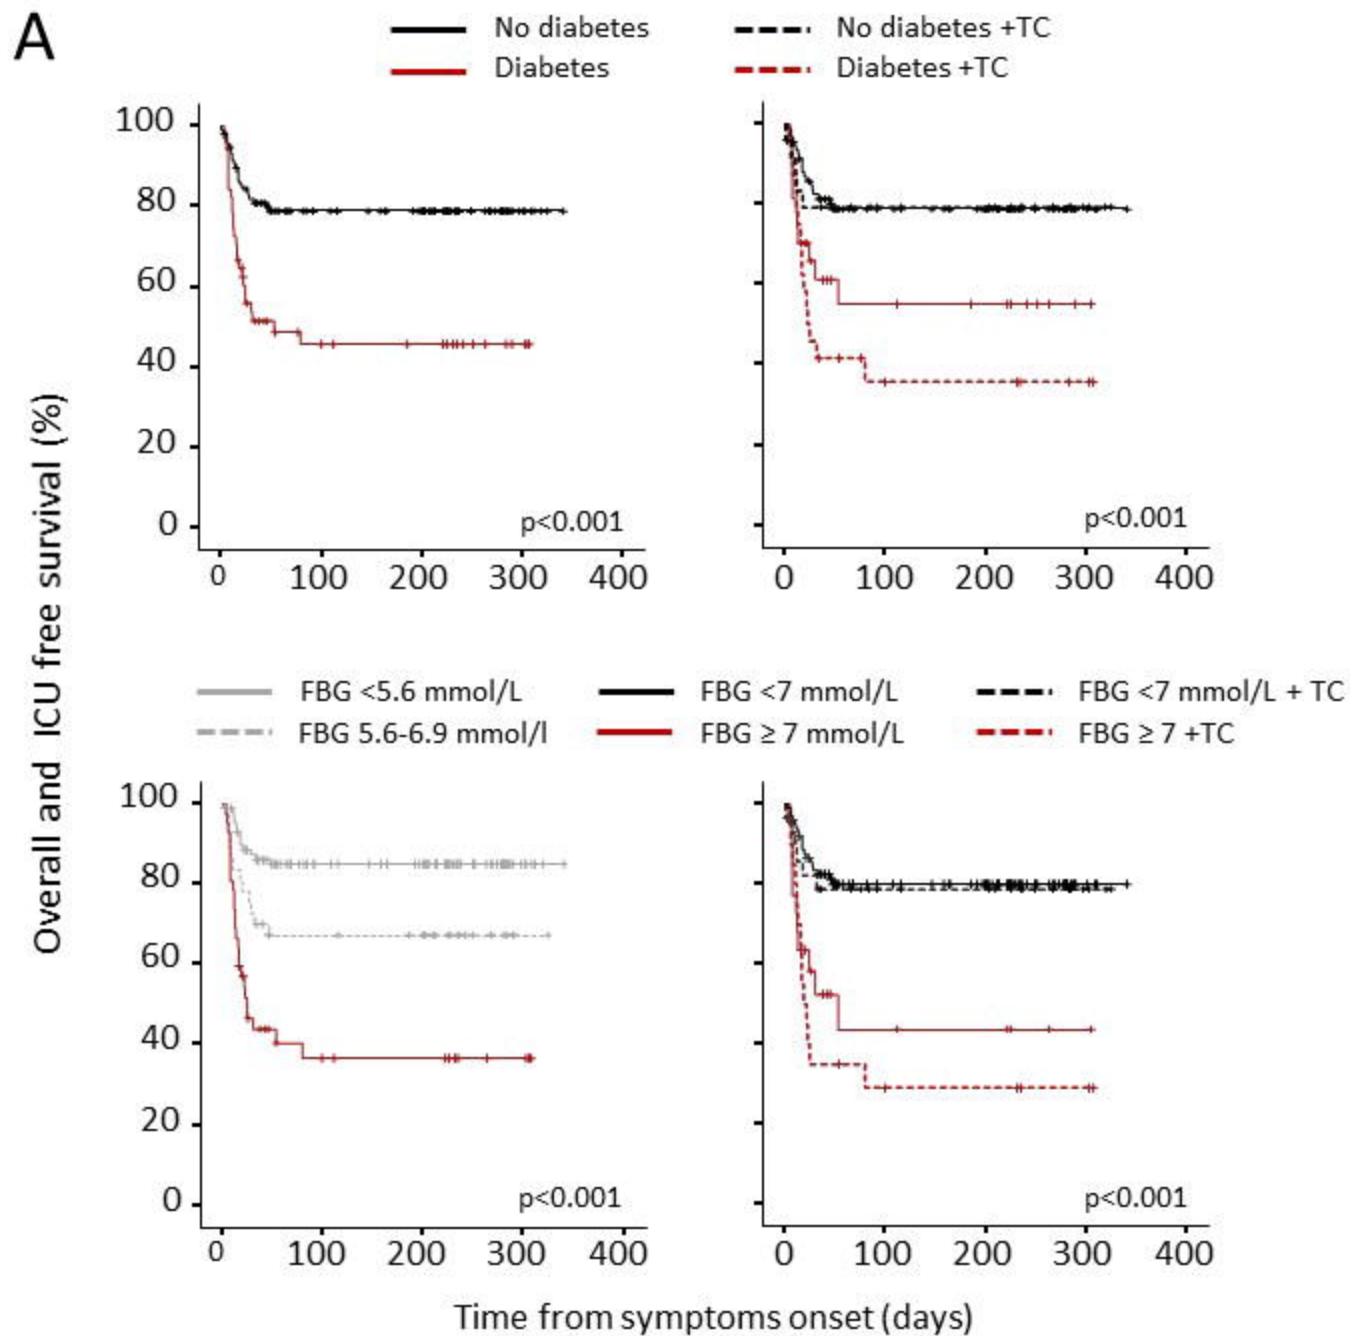 A
No diabetes
No diabetes +TC
Diabetes
Diabetes +TC
100
80
60
40
20
0
p<0.001
p<0.001
0 100 200 300 400
0 100 200 300 400
Overall and ICU free survival (%)
FBG <5.6 mmol/L
FBG <7 mmol/L
FBG <7 mmol/L + TC
FBG 5.6-6.9 mmol/l
FBG ≥ 7 mmol/L
FBG ≥ 7 +TC
100
80
60
40
20
0
p<0.001
p<0.001
0 100 200 300 400
0 100 200 300 400
Time from symptoms onset (days)